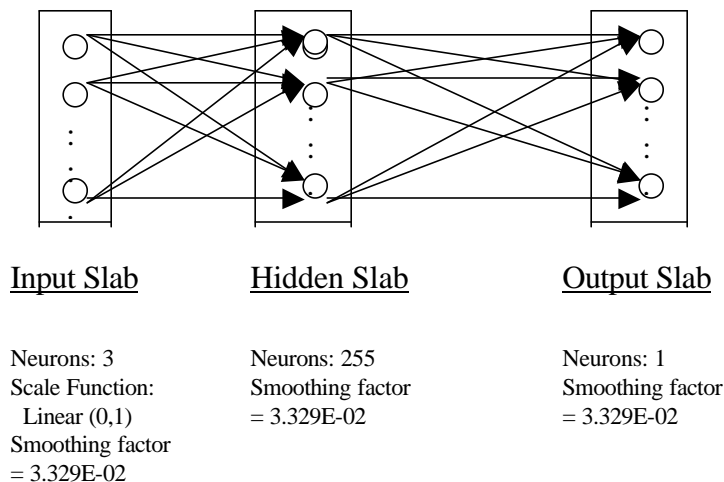 Input Slab
Neurons: 3
Scale Function:
Linear (0,1)
Smoothing factor
= 3.329E-02
Hidden Slab
Neurons: 255
Smoothing factor
= 3.329E-02
Output Slab
Neurons: 1
Smoothing factor
= 3.329E-02